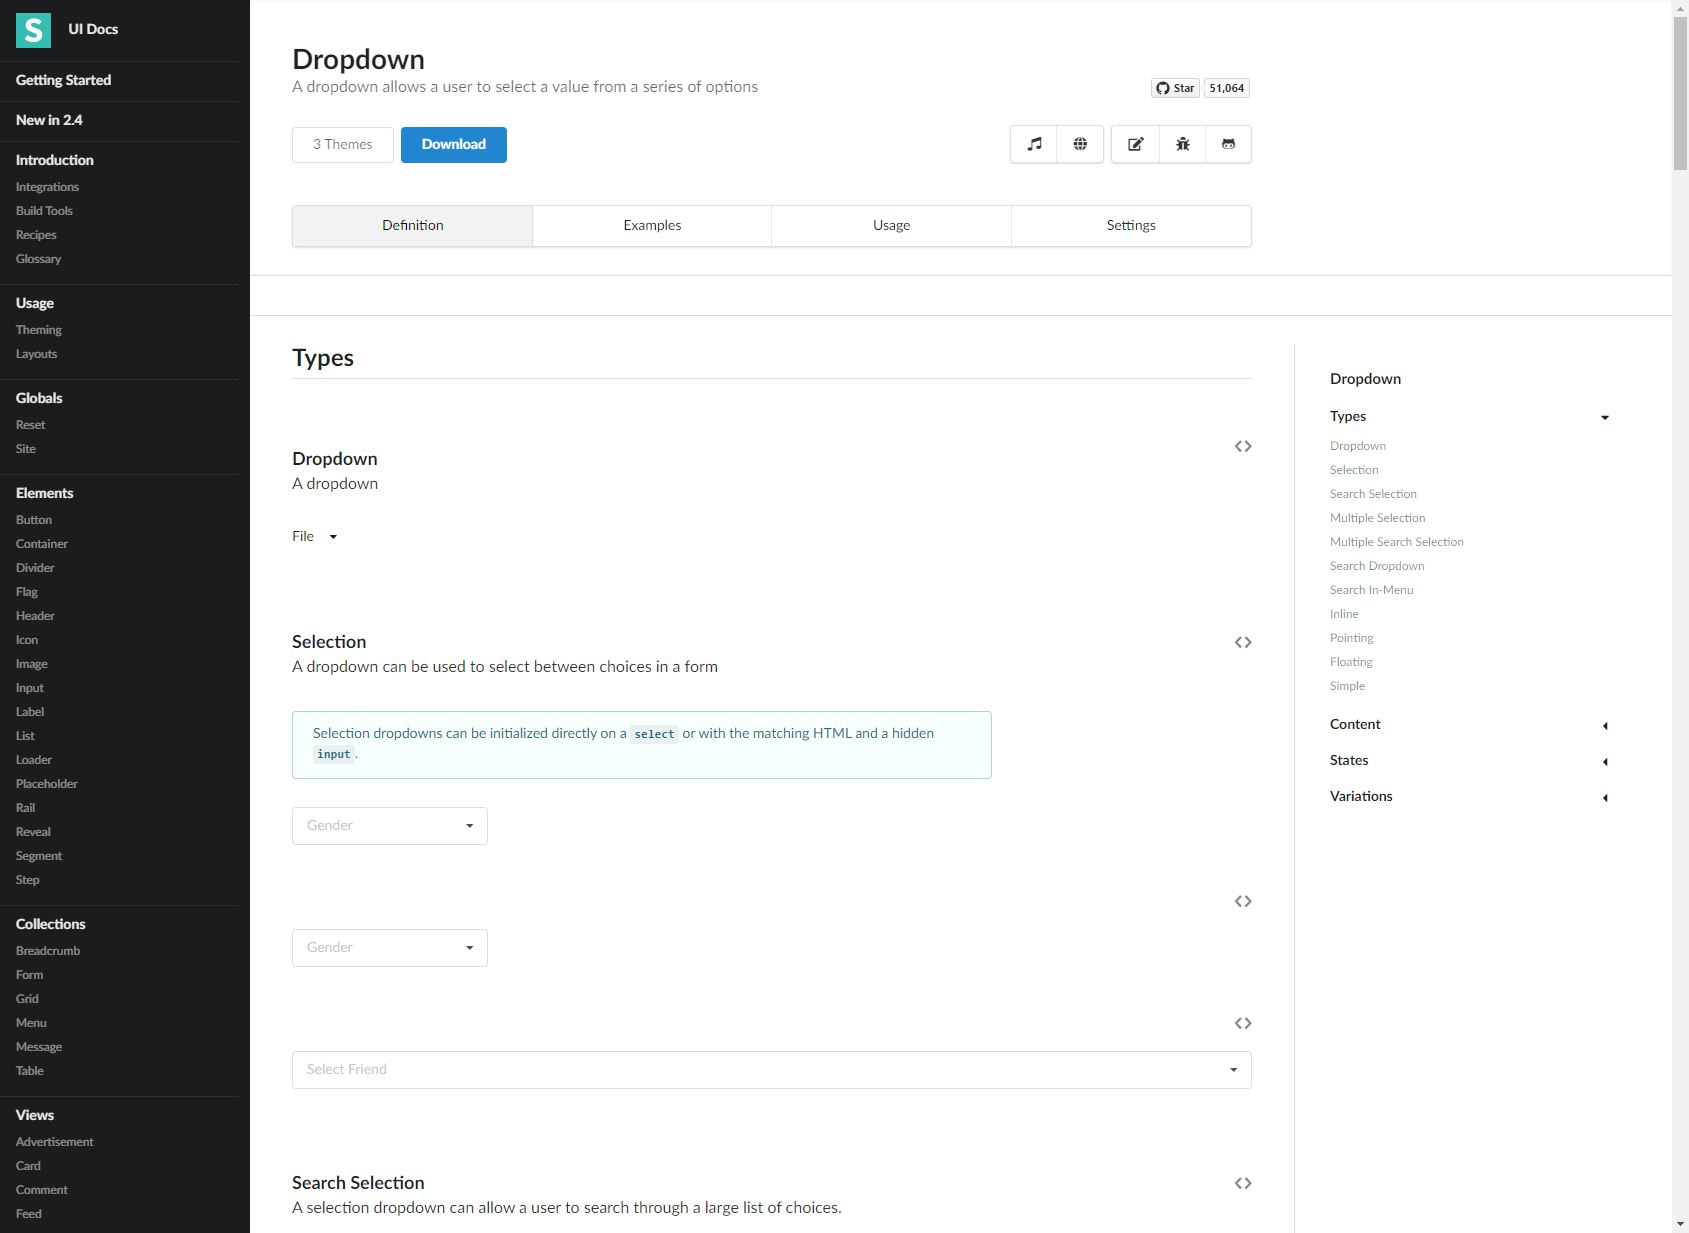 S UI Docs
Getting Started
New in 2.4
Introduction
Integrations
Build Tools
Recipes
Glossary
Usage
Theming
Layouts
Globals
Reset
Site
Elements
Button
Container
Divider
Flag
Header
Icon
Image
Input
Label
List
Loader
Placeholder
Rail
Reveal
Segment
Step
Collections
Breadcrumb
Form
Grid
Menu
Message
Table
Views
Advertisement
Card
Comment
Feed
Dropdown
A dropdown allows a user to select a value from a series of options
Star 51,064
3 Themes Download
Definition Examples Usage Settings
Types
Dropdown
A dropdown
File
Selection
A dropdown can be used to select between choices in a form
Selection dropdowns can be initialized directly on a select or with the matching HTML and a hidden
input.
Gender
Gender
Select Friend
Search Selection
A selection dropdown can allow a user to search through a large list of choices.
Dropdown
Types
Dropdown
Selection
Search Selection
Multiple Selection
Multiple Search Selection
Search Dropdown
Search In-Menu
Inline
Pointing
Floating
Simple
Content
States
Variations